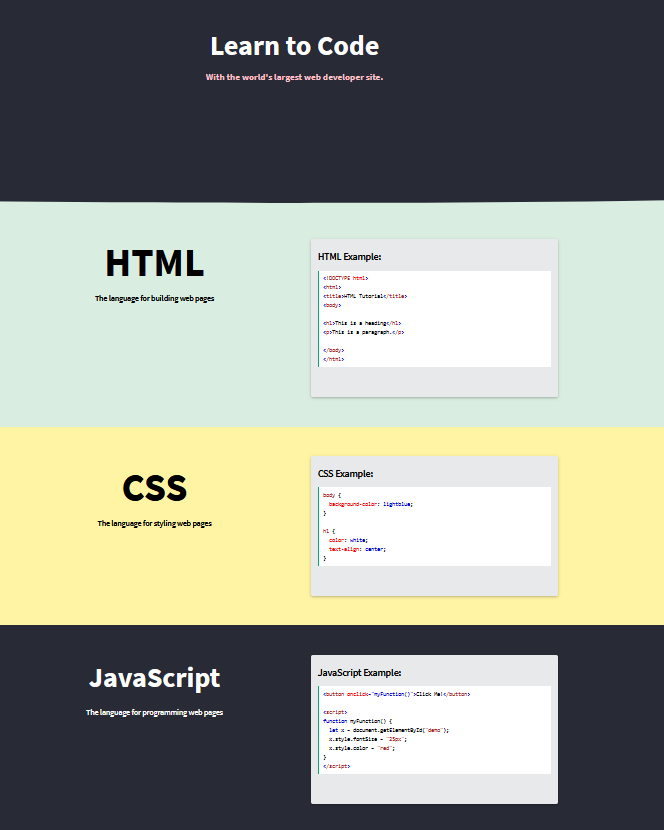 Learn to Code
With the world's largest web developer site.
HTML
The language for building web pages
HTML Example:
<!DOCTYPE html>
<html>
<title>HTML Tutorial</title>
<body>
<h1>This is a heading</h1>
<p>This is a paragraph.</p>
</body>
</html>
CSS
The language for styling web pages
CSS Example:
body {
background-color: lightblue;
}
h1 {
color: white;
text-align: center;
}
JavaScript
The language for programming web pages
JavaScript Example:
<button onclick="myFunction()">Click Me!</button>
<script>
function myFunction() {
let x = document.getElementById("demo");
x.style.fontSize = "25px";
x.style.color = "red";
}
</script>